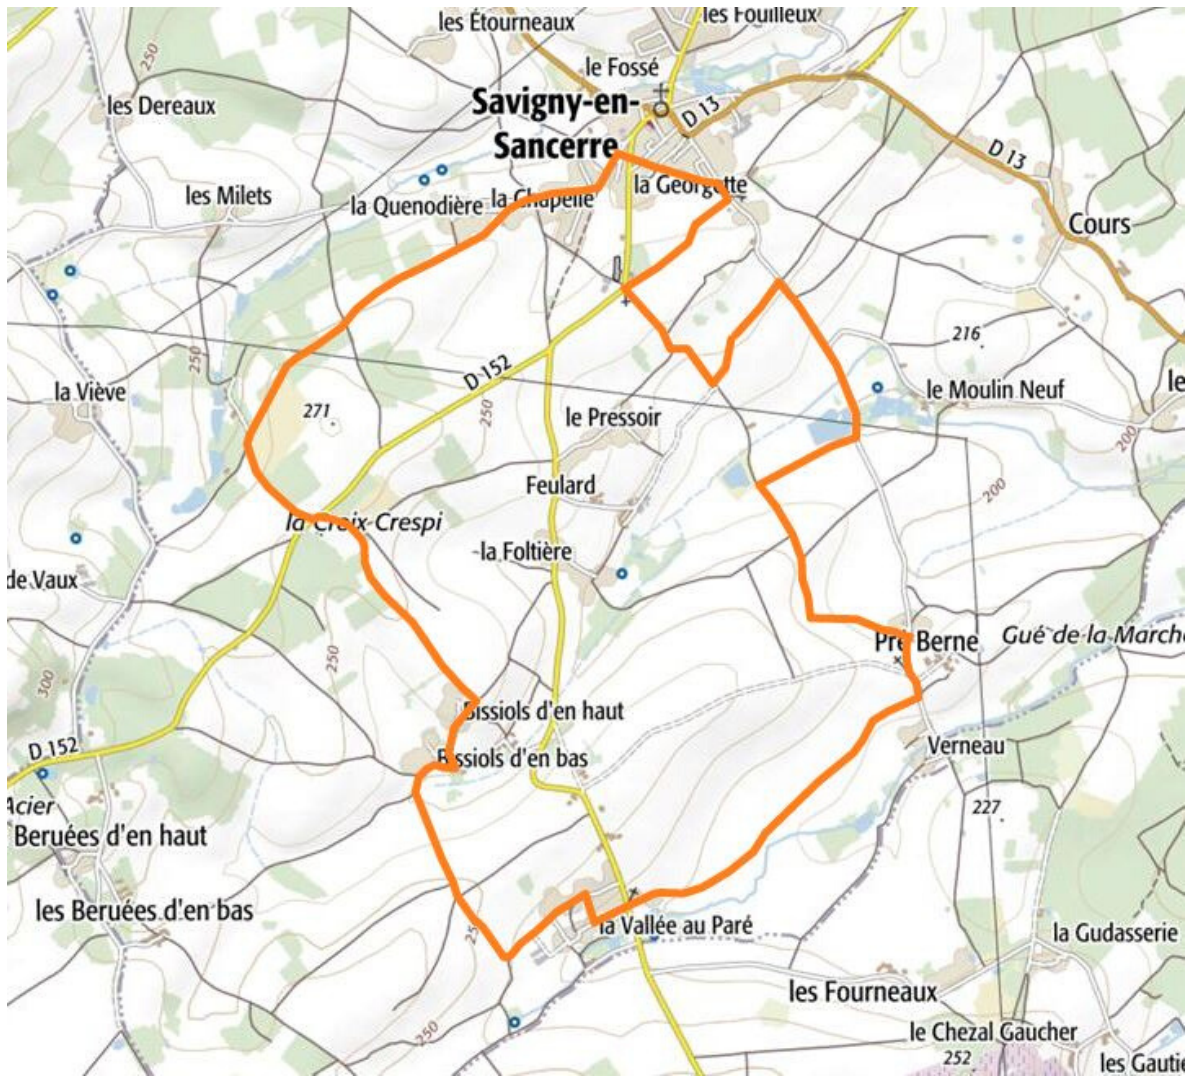 les Étourneaux
les Fouilleux
250
le Fossé
les Dereaux
Savigny-en-
Sancerre
D 13
D 13
les Milets
la Quenodière
la Chapelle
la Georgette
Cours
250
216
le Moulin Neuf
le
la Viève
D 152
271
250
le Pressoir
200
Feulard
200
la Croix Crespi
la Foltière
de Vaux
Pré Berne
Gué de la Marche
250
300
Bissiols d'en haut
D 152
Bissiols d'en bas
Verneau
Acier
227
Beruées d'en haut
les Beruées d'en bas
la Vallée au Paré
la Gudasserie
250
les Fourneaux
le Chezal Gaucher
252
les Gautie